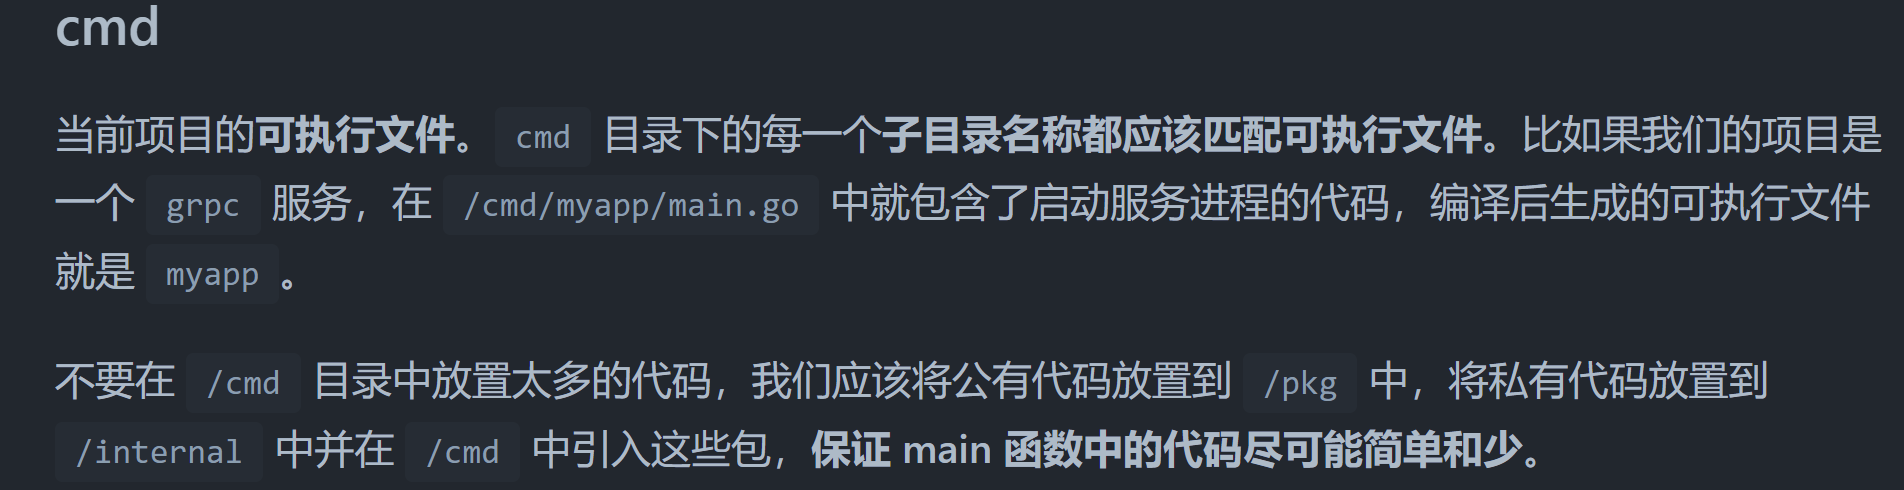 cmd
当前项目的可执行文件。 cmd 目录下的每一个子目录名称都应该匹配可执行文件。比如果我们的项目是
一个 grpc 服务，在 /cmd/myapp/main.go 中就包含了启动服务进程的代码，编译后生成的可执行文件
就是 myapp 。
不要在 /cmd 目录中放置太多的代码，我们应该将公有代码放置到 /pkg 中，将私有代码放置到
/internal 中并在 /cmd 中引入这些包，保证 main 函数中的代码尽可能简单和少。